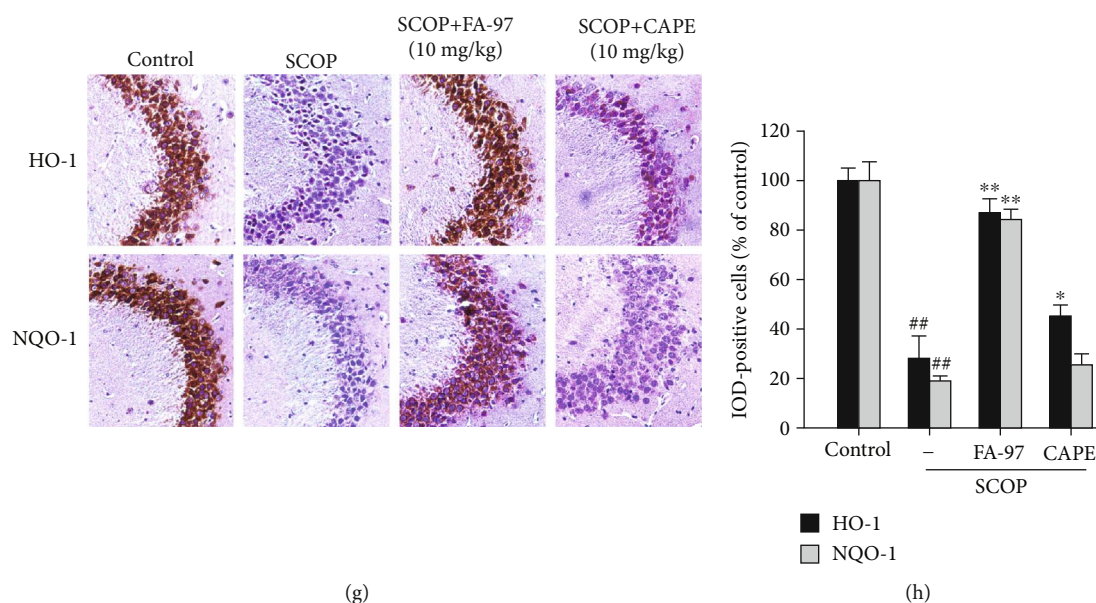 Control
SCOP
SCOP+FA-97
(10 mg/kg)
SCOP+CAPE
(10 mg/kg)
HO-1
NQO-1
(g)
IOD-positive cells (% of control)
120
100
80
60
40
20
0
##
##
**
**
*
Control
–
FA-97
CAPE
SCOP
HO-1
NQO-1
(h)